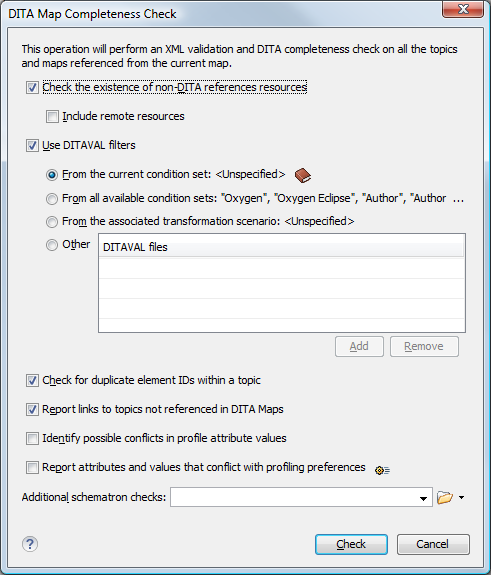 DITA Map Completeness Check
This operation will perform an XML validation and DITA completeness check on all the topics
and maps referenced from the current map.
Check the existence of non-DITA references resources
Include remote resources
Use DITAVAL filters
From the current condition set: <Unspecified>
From all available condition sets: "Oxygen", "Oxygen Eclipse", "Author", "Author ...
From the associated transformation scenario: <Unspecified>
Other
DITAVAL files
Add
Remove
Check for duplicate element IDs within a topic
Report links to topics not referenced in DITA Maps
Identify possible conflicts in profile attribute values
Report attributes and values that conflict with profiling preferences
Additional schematron checks:
?
Check
Cancel